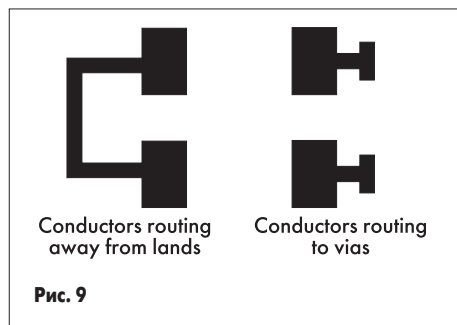 Conductors routing
away from lands
Conductors routing
to vias
Рис. 9